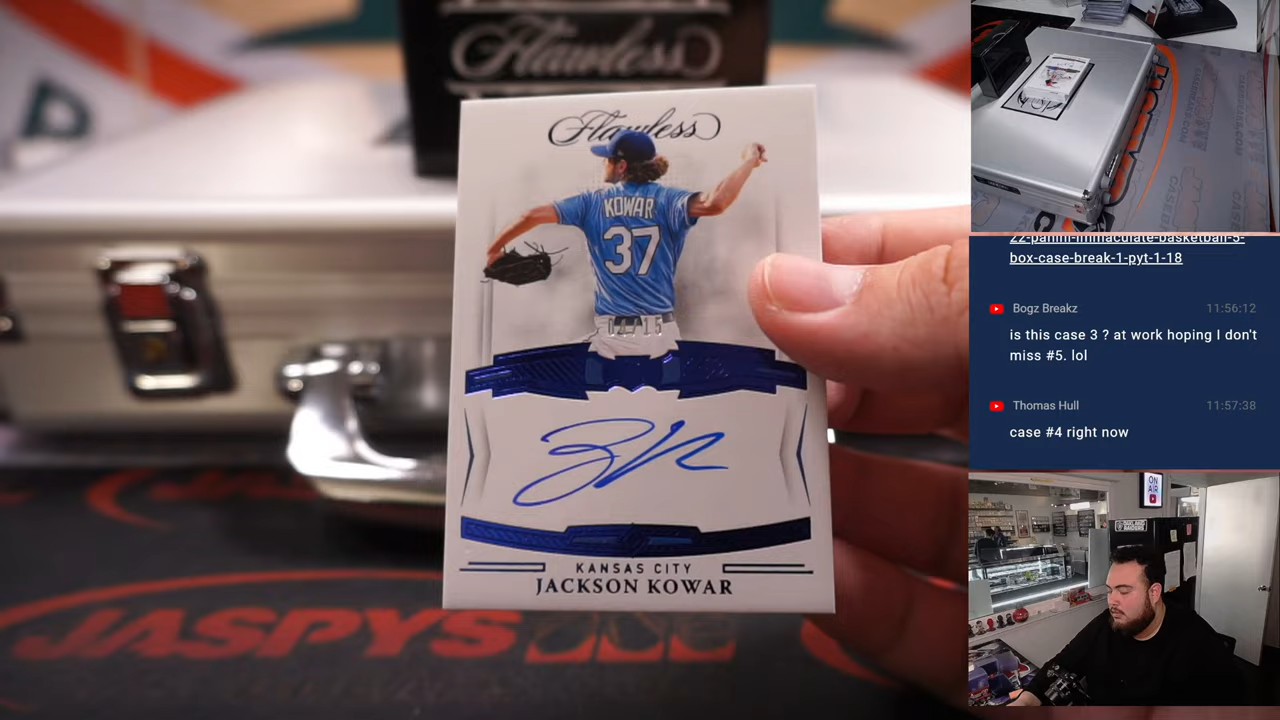 Flawless
Flawless
KOWAR
37
KANSAS CITY
JACKSON KOWAR
JASPYS
22-panini-immaculate-basketball-5-
box-case-break-1-pyt-1-18
Bogz Breakz 11:56:12
is this case 3 ? at work hoping I don't
miss #5. lol
Thomas Hull 11:57:38
case #4 right now
ON
AIR